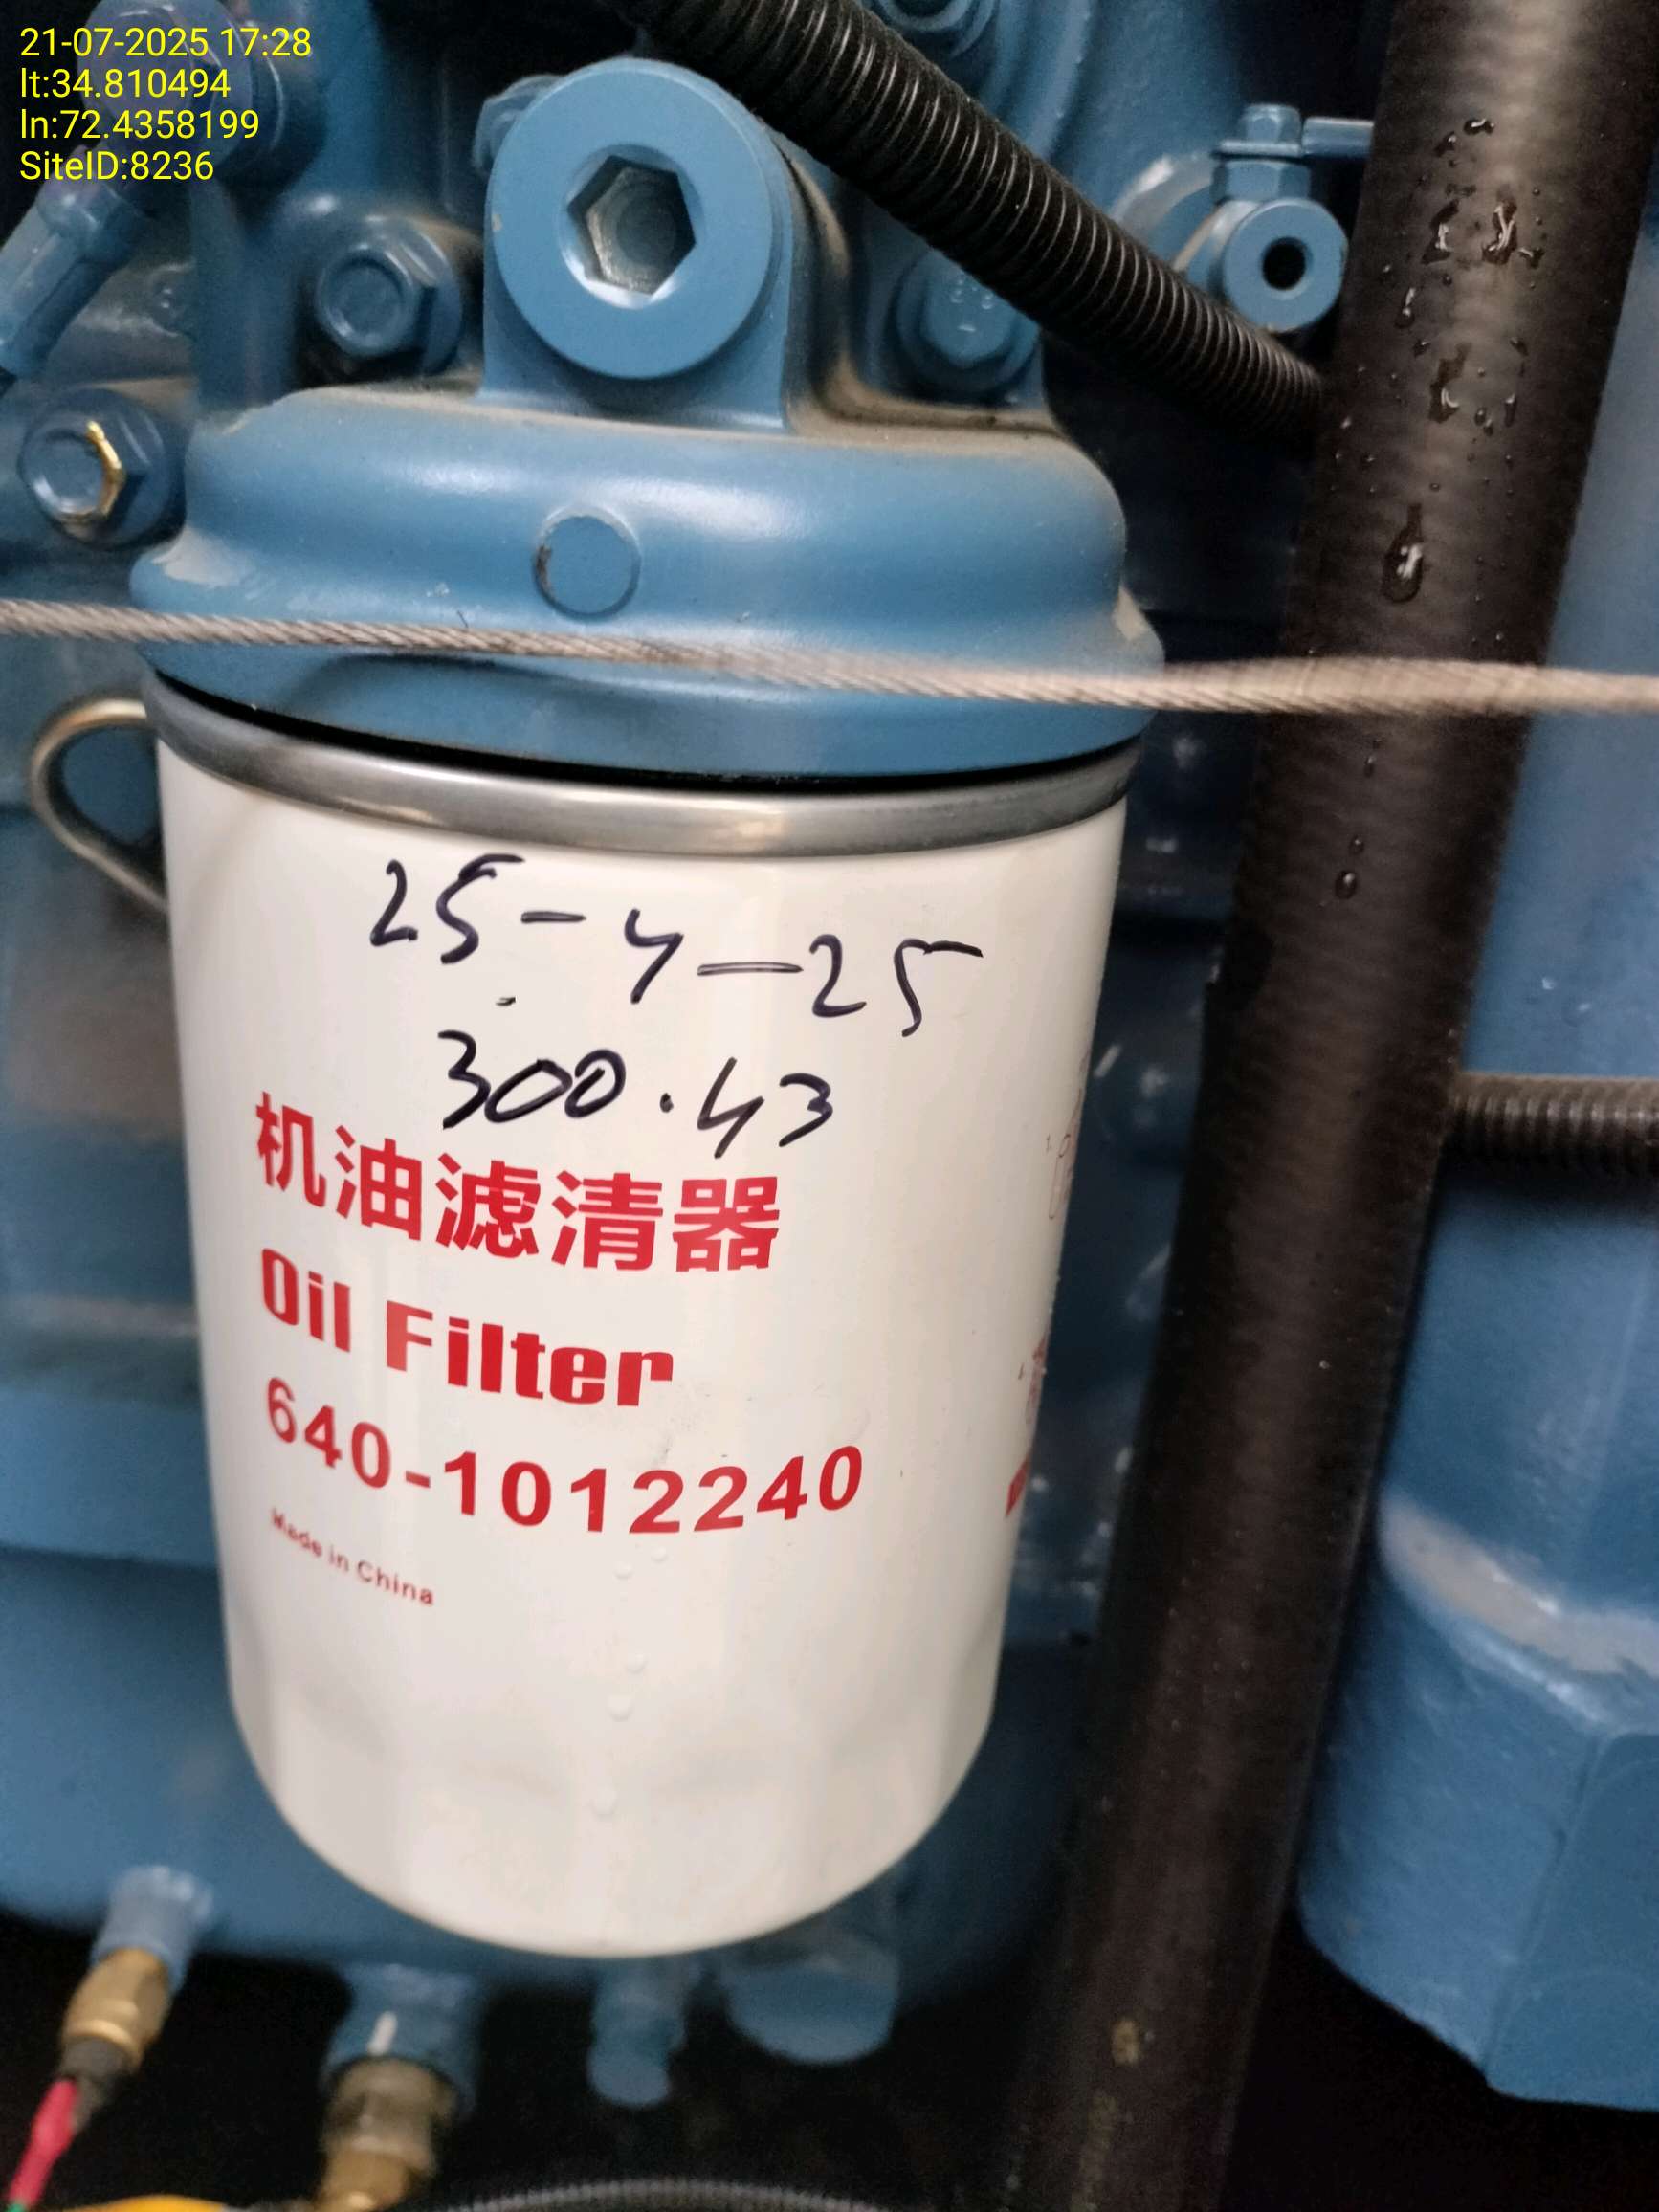 21-07-2025 17:28
lt:34.810494
ln:72.4358199
SiteID:8236
25-4-25
300.43
机油滤清器
Oil Filter
640-1012240
Made in China